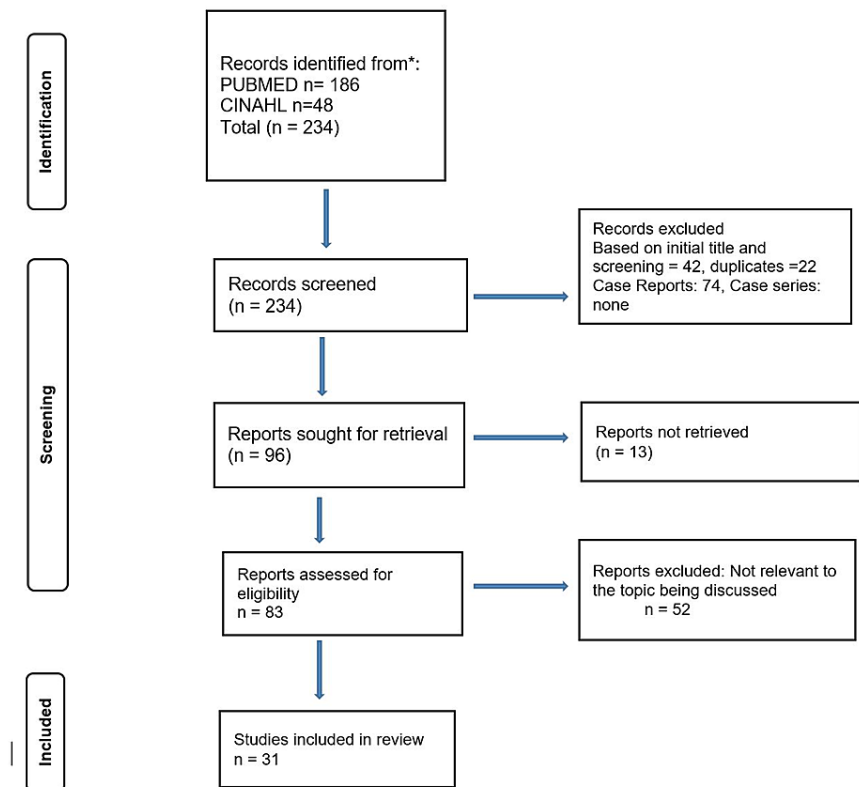 Identification
Records identified from*:
PUBMED n= 186
CINAHL n=48
Total (n = 234)
Screening
Records screened
(n = 234)
Records excluded
Based on initial title and
screening = 42, duplicates =22
Case Reports: 74, Case series:
none
Reports sought for retrieval
(n = 96)
Reports not retrieved
(n = 13)
Reports assessed for
eligibility
n = 83
Reports excluded: Not relevant to
the topic being discussed
n = 52
Included
Studies included in review
n = 31